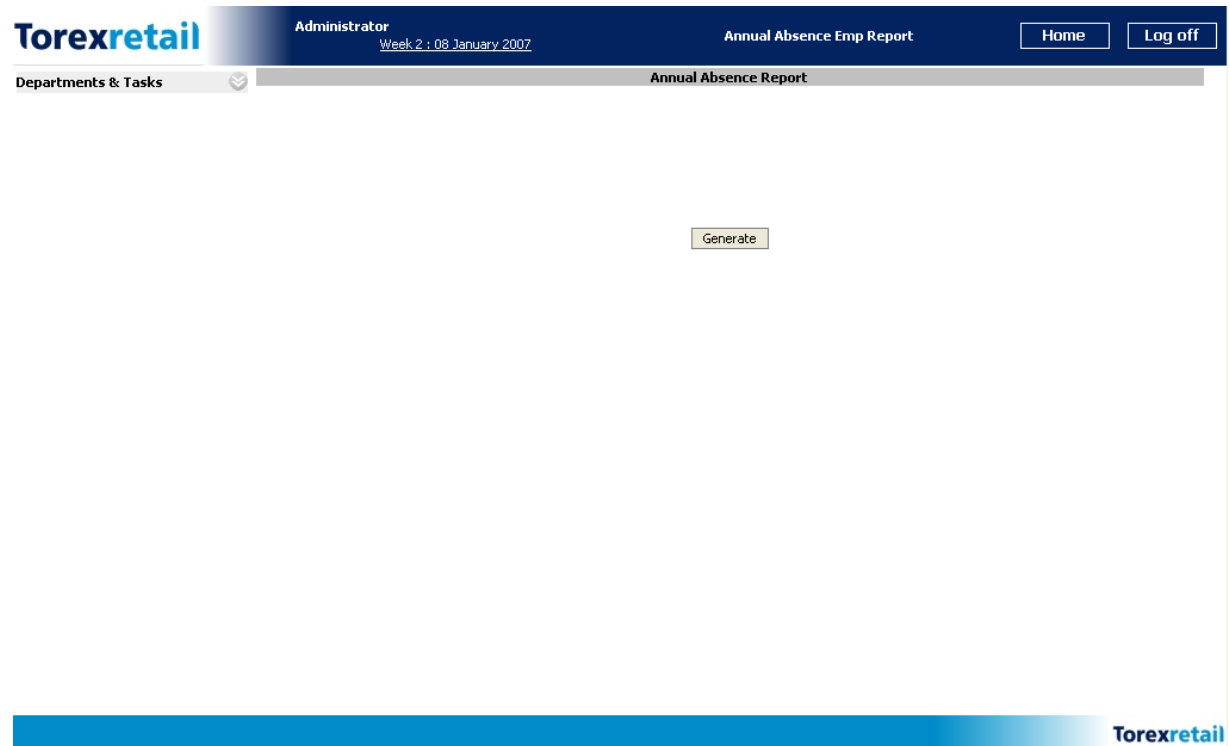 Torexretail
Administrator
Week 2 : 08 January 2007
Annual Absence Emp Report
Home
Log off
Departments & Tasks
Annual Absence Report
Generate
Torexretail